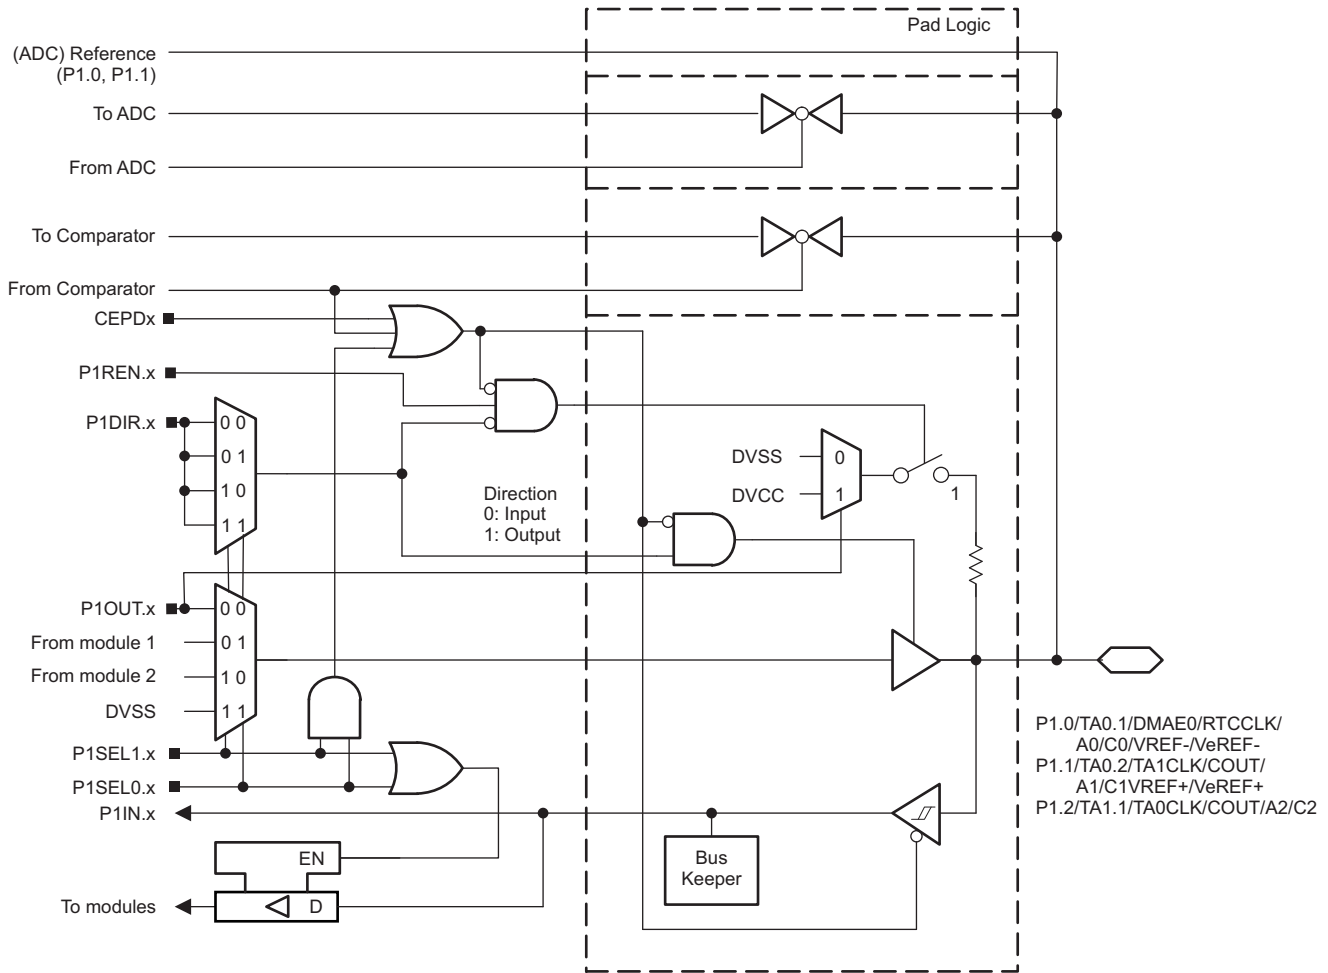 Pad Logic
(ADC) Reference
(P1.0, P1.1)
To ADC
From ADC
To Comparator
From Comparator
CEPDx
P1REN.x
P1DIR.x
0 0
0 1
1 0
1 1
Direction
0: Input
1: Output
DVSS
0
DVCC
1
1
P1OUT.x
0 0
From module 1
0 1
From module 2
1 0
DVSS
1 1
P1SEL1.x
P1SEL0.x
P1IN.x
P1.0/TA0.1/DMAE0/RTCCLK/
A0/C0/VREF-/VeREF-
P1.1/TA0.2/TA1CLK/COUT/
A1/C1VREF+/VeREF+
P1.2/TA1.1/TA0CLK/COUT/A2/C2
Bus
Keeper
EN
To modules
D